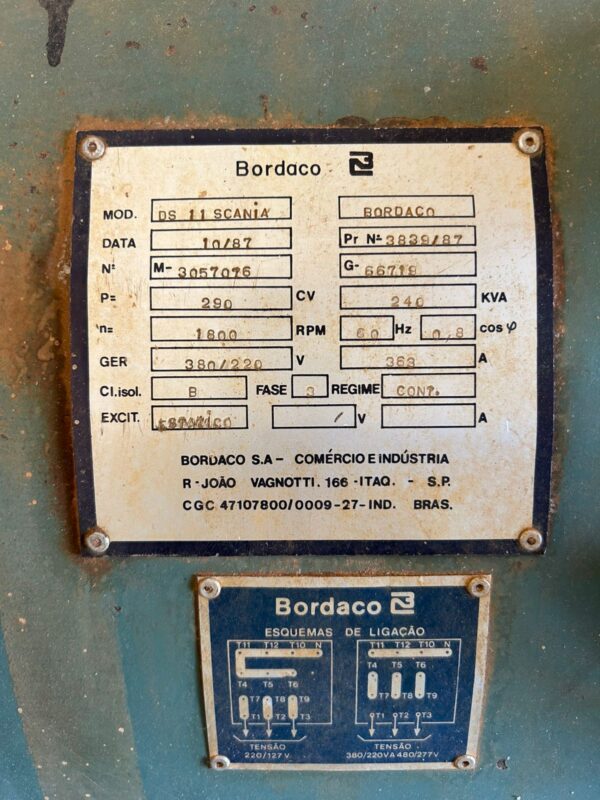 Bordaco
MOD. DS 11 SCANIA BORDACO
DATA 10/87 Pr Nº 3839/87
Nº M- 3057076 G- 66718
P= 290 CV 240 KVA
n= 1800 RPM 60 Hz 0,8 cos φ
GER 380/220 V 363 A
Cl.isol. B FASE 3 REGIME CONT.
EXCIT. ESTATICO / V A
BORDACO S.A - COMÉRCIO E INDÚSTRIA
R - JOÃO VAGNOTTI. 166 - ITAQ. - S.P.
CGC 47107800/0009-27-IND. BRAS.
Bordaco
ESQUEMAS DE LIGAÇÃO
T11 T12 T10 N T11 T12 T10 N
T4 T5 T6 T4 T5 T6
T7 T8 T9 T7 T8 T9
T1 T2 T3 T1 T2 T3
TENSÃO TENSÃO
220/127V 380/220VA 480/277V